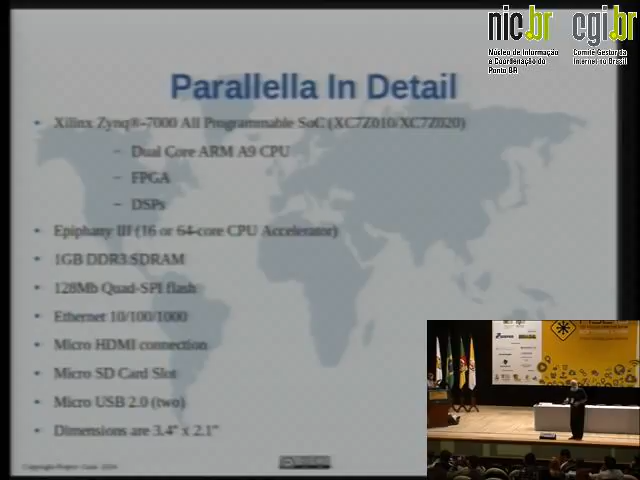 nic.br cgi.br
Núcleo de Informação
e Coordenação do
Ponto BR
Comitê Gestor da
Internet no Brasil
Parallella In Detail
• Xilinx Zynq®-7000 All Programmable SoC (XC7Z010/XC7Z020)
– Dual Core ARM A9 CPU
– FPGA
– DSPs
• Epiphany III (16 or 64-core CPU Accelerator)
• 1GB DDR3 SDRAM
• 128Mb Quad-SPI flash
• Ethernet 10/100/1000
• Micro HDMI connection
• Micro SD Card Slot
• Micro USB 2.0 (two)
• Dimensions are 3.4" x 2.1"